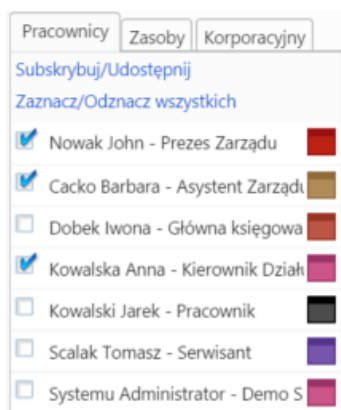 Pracownicy Zasoby Korporacyjny
Subskrybuj/Udostępnij
Zaznacz/Odznacz wszystkich
Nowak John - Prezes Zarządu
Cacko Barbara - Asystent Zarządu
Dobek Iwona - Główna księgowa
Kowalska Anna - Kierownik Działu
Kowalski Jarek - Pracownik
Scalak Tomasz - Serwisant
Systemu Administrator - Demo S